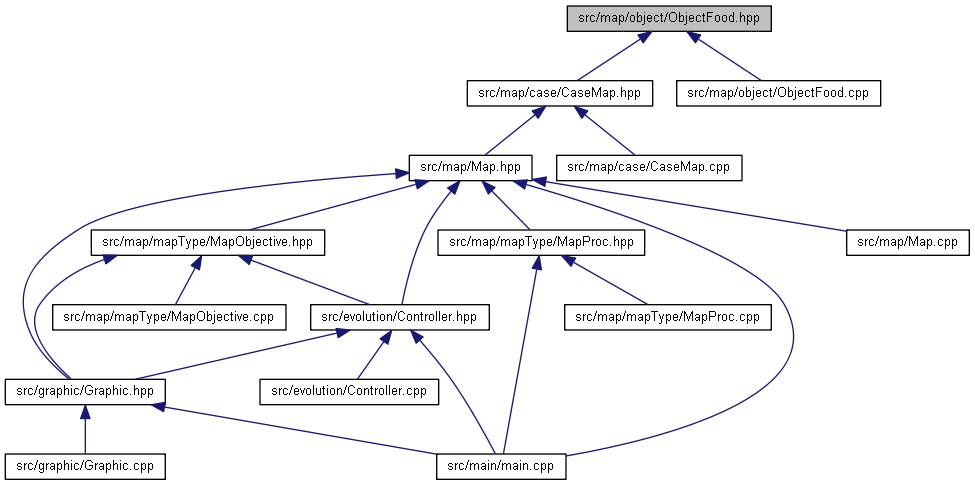 src/map/object/ObjectFood.hpp
src/map/case/CaseMap.hpp
src/map/object/ObjectFood.cpp
src/map/Map.hpp
src/map/case/CaseMap.cpp
src/map/mapType/MapObjective.hpp
src/map/mapType/MapProc.hpp
src/map/Map.cpp
src/map/mapType/MapObjective.cpp
src/evolution/Controller.hpp
src/map/mapType/MapProc.cpp
src/graphic/Graphic.hpp
src/evolution/Controller.cpp
src/graphic/Graphic.cpp
src/main/main.cpp